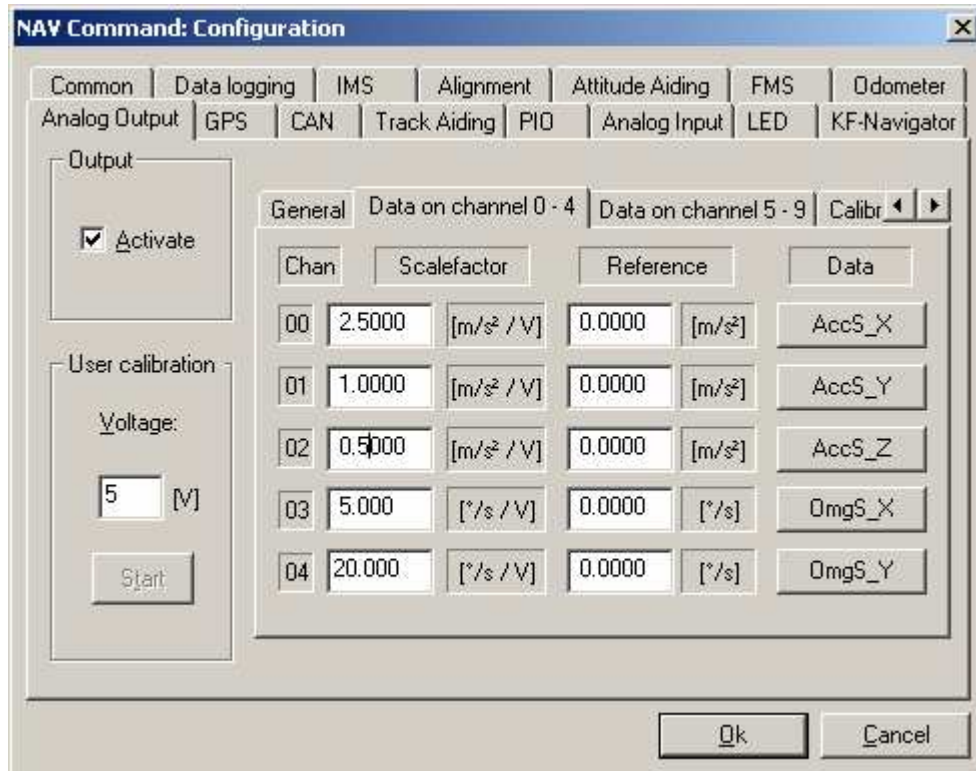 NAV Command: Configuration
Common Data logging IMS Alignment Attitude Aiding FMS Odometer
Analog Output GPS CAN Track Aiding PIO Analog Input LED KF-Navigator
Output
Activate
User calibration
Voltage:
5 [V]
Start
General Data on channel 0 - 4 Data on channel 5 - 9 Calibr
Chan Scalefactor Reference Data
00 2.5000 [m/s² / V] 0.0000 [m/s²] AccS_X
01 1.0000 [m/s² / V] 0.0000 [m/s²] AccS_Y
02 0.5000 [m/s² / V] 0.0000 [m/s²] AccS_Z
03 5.000 [°/s / V] 0.0000 [°/s] OmgS_X
04 20.000 [°/s / V] 0.0000 [°/s] OmgS_Y
Ok Cancel